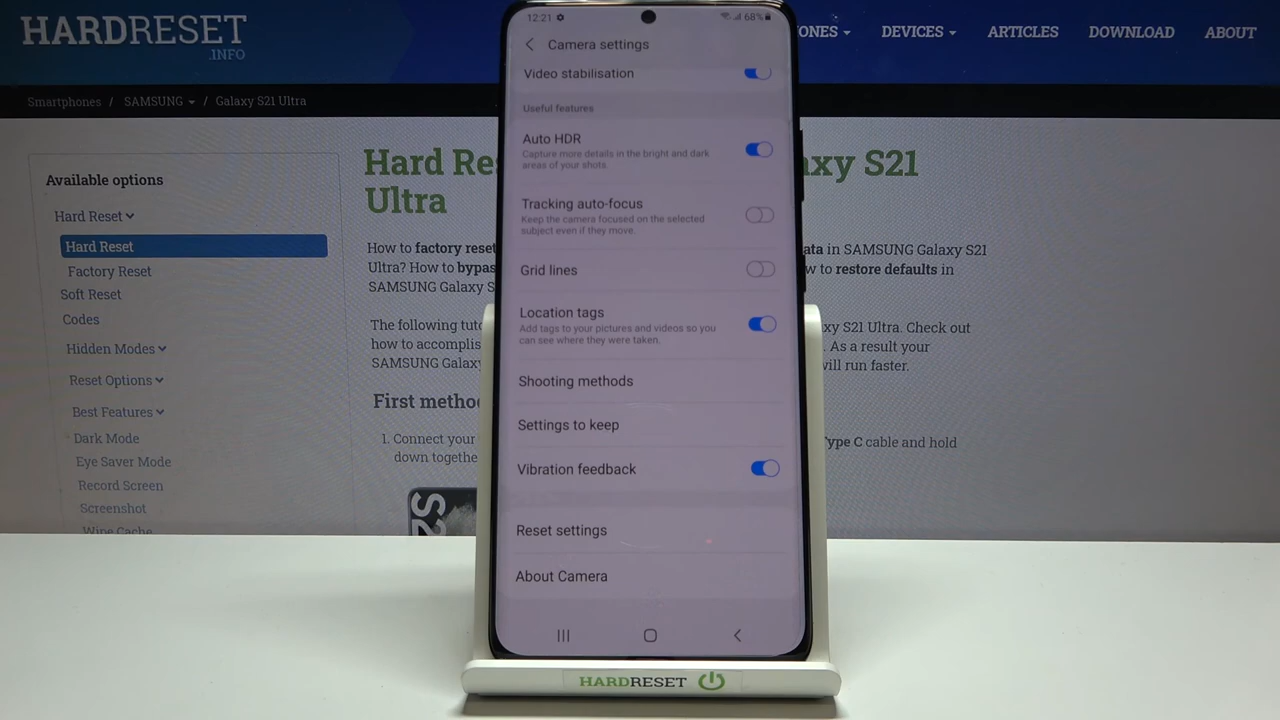 HARDRESET
.INFO
ONES
DEVICES
ARTICLES
DOWNLOAD
ABOUT
Smartphones / SAMSUNG / Galaxy S21 Ultra
Available options
Hard Reset
Hard Reset
Factory Reset
Soft Reset
Codes
Hidden Modes
Reset Options
Best Features
Dark Mode
Eye Saver Mode
Record Screen
Screenshot
Wipe Cache
Hard Res
axy S21
Ultra
How to factory reset
ata in SAMSUNG Galaxy S21
Ultra? How to bypas
w to restore defaults in
SAMSUNG Galaxy S
The following tuto
xy S21 Ultra. Check out
how to accomplis
. As a result your
SAMSUNG Galaxy
will run faster.
First metho
1. Connect your
Type C cable and hold
down togethe
S2
12:21
68%
Camera settings
Video stabilisation
Useful features
Auto HDR
Capture more details in the bright and dark
areas of your shots.
Tracking auto-focus
Keep the camera focused on the selected
subject even if they move.
Grid lines
Location tags
Add tags to your pictures and videos so you
can see where they were taken.
Shooting methods
Settings to keep
Vibration feedback
Reset settings
About Camera
HARDRESET